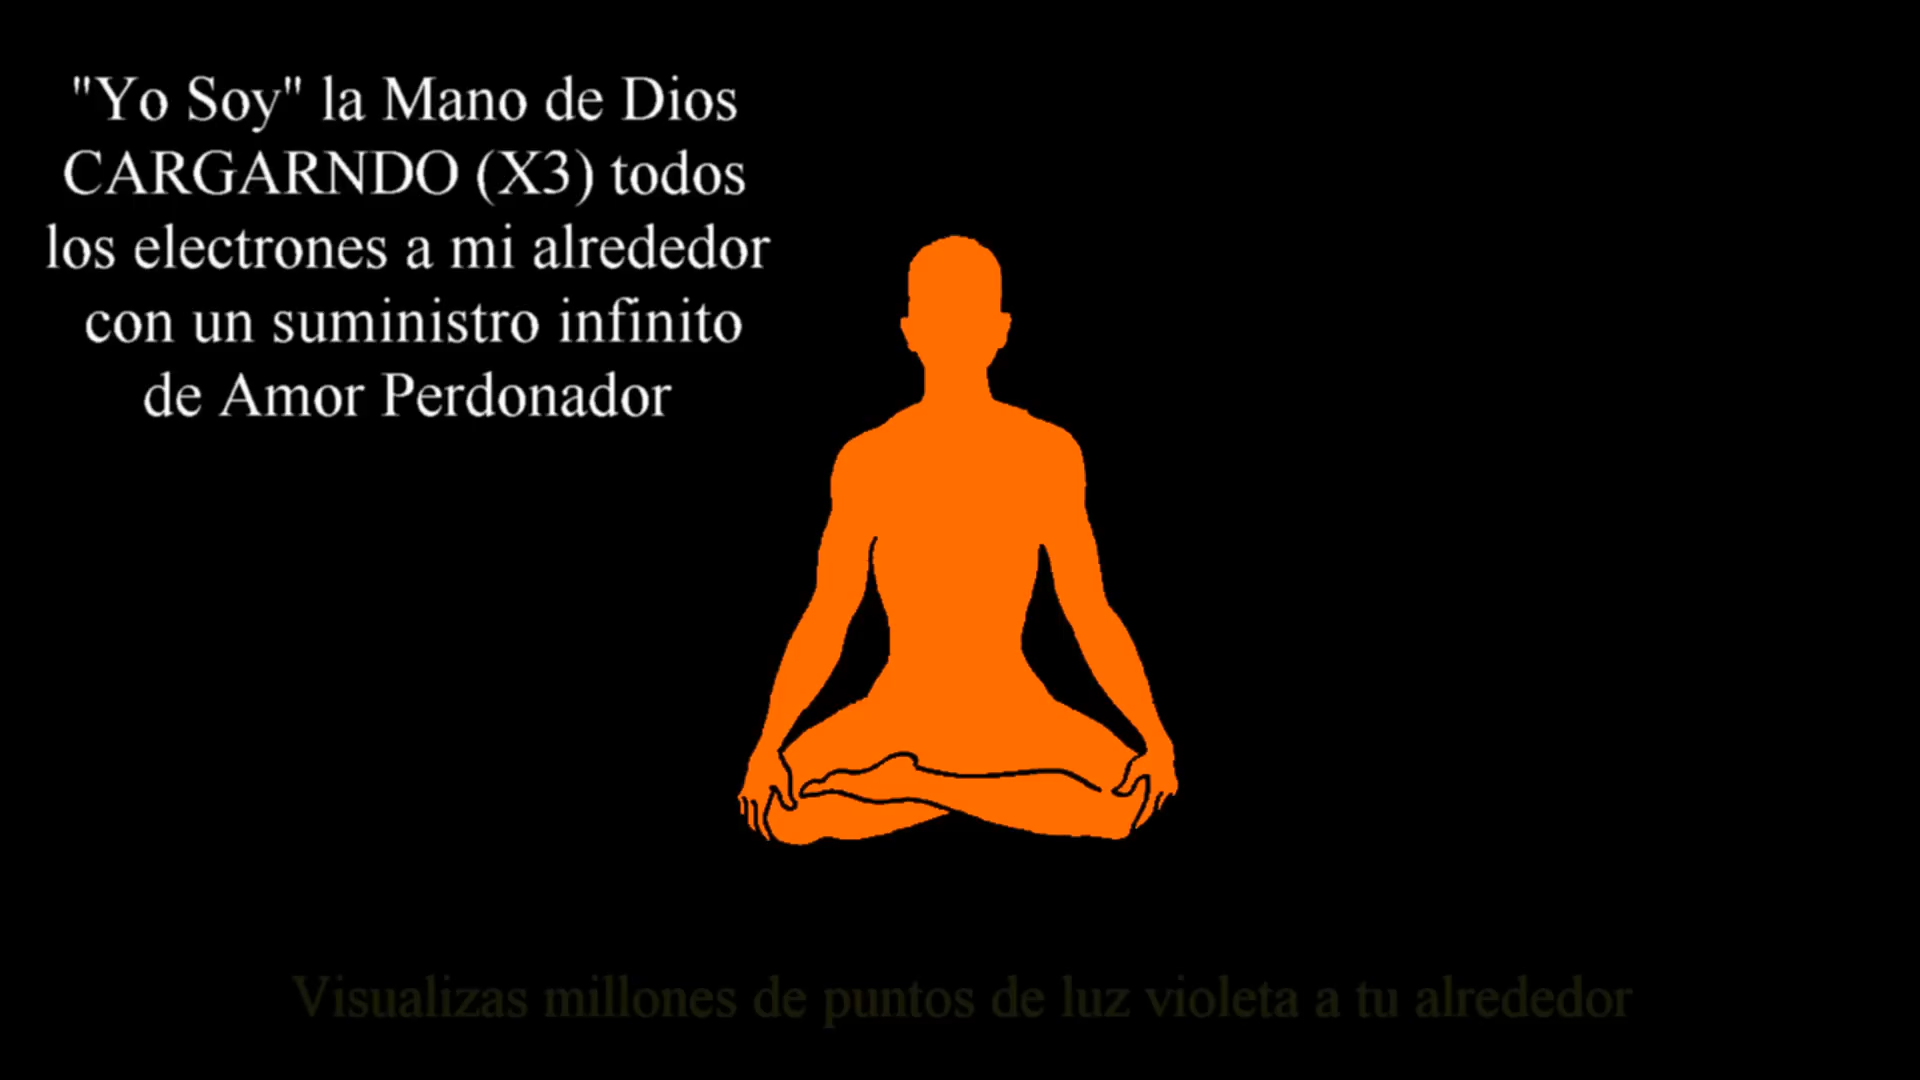 "Yo Soy" la Mano de Dios
CARGARNDO (X3) todos
los electrones a mi alrededor
con un suministro infinito
de Amor Perdonador
Visualizas millones de puntos de luz violeta a tu alrededor